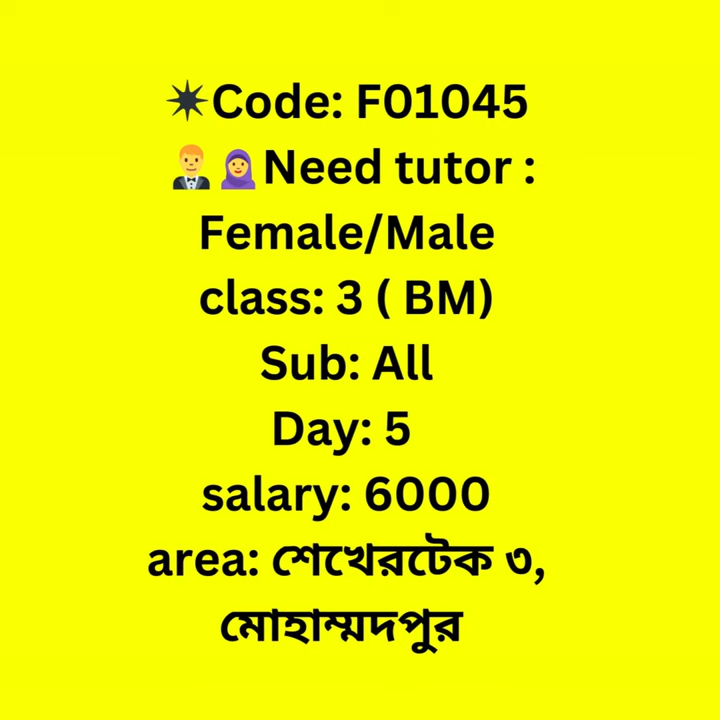 ✴Code: F01045
🤵🧕Need tutor :
Female/Male
class: 3 ( BM)
Sub: All
Day: 5
salary: 6000
area: শেখেরটেক ৩,
মোহাম্মদপুর